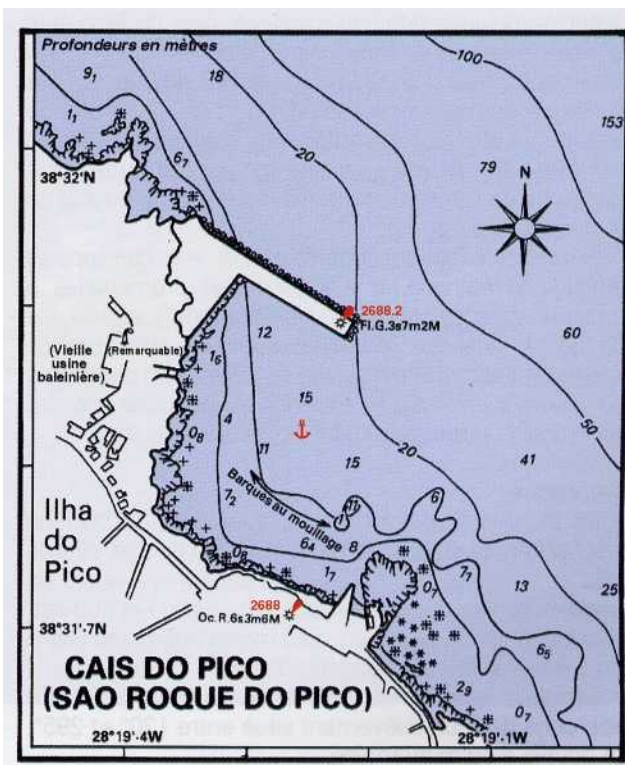 Profondeurs en mètres
100
9₁
18
1₁
153
6₁
20
79
N
38°32'N
3
2688.2
Fl.G.3s7m2M
60
12
(Vieille
usine
baleinière)
(Remarquable)
1₆
50
15
4
20
0₈
11
15
41
Barques au mouillage
7₂
11
6
Ilha
do
Pico
6₄
8
0₈
1₇
0₇
7₁
13
25
2688
Oc.R.6s3m6M
38°31'·7N
6₅
CAIS DO PICO
(SAO ROQUE DO PICO)
2₉
0₇
28°19'·4W
28°19'·1W